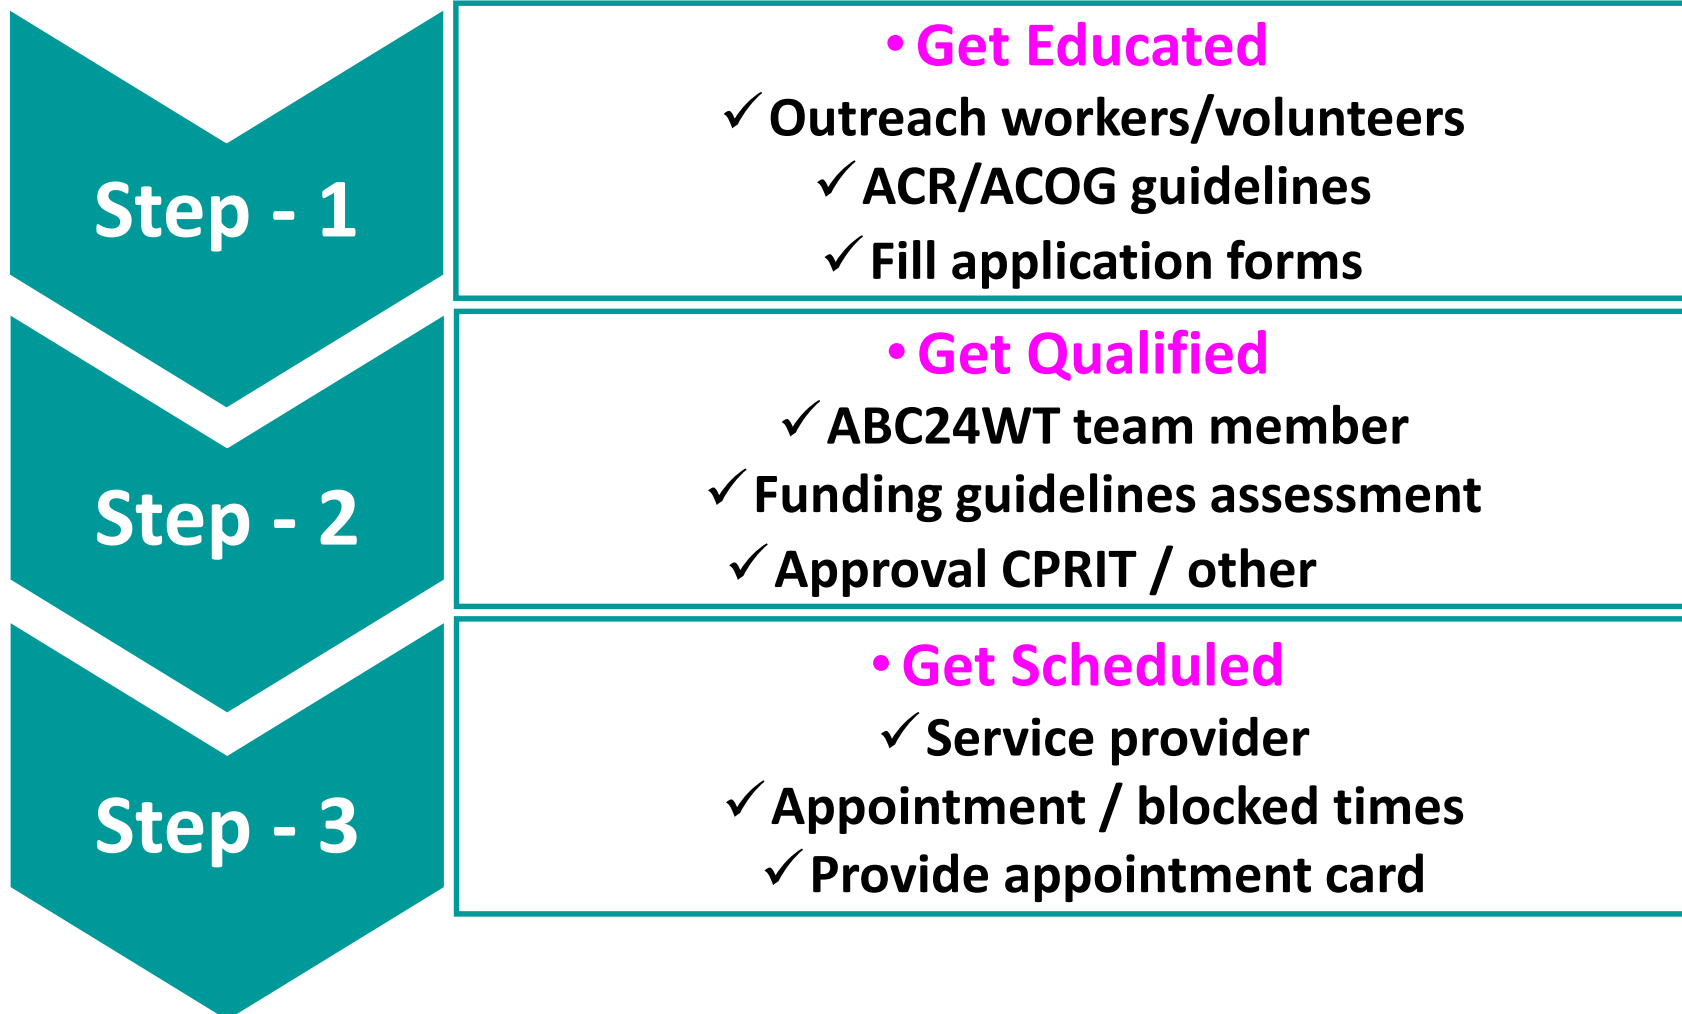 Step - 1
• Get Educated
✓ Outreach workers/volunteers
✓ ACR/ACOG guidelines
✓ Fill application forms
Step - 2
• Get Qualified
✓ ABC24WT team member
✓ Funding guidelines assessment
✓ Approval CPRIT / other
Step - 3
• Get Scheduled
✓ Service provider
✓ Appointment / blocked times
✓ Provide appointment card